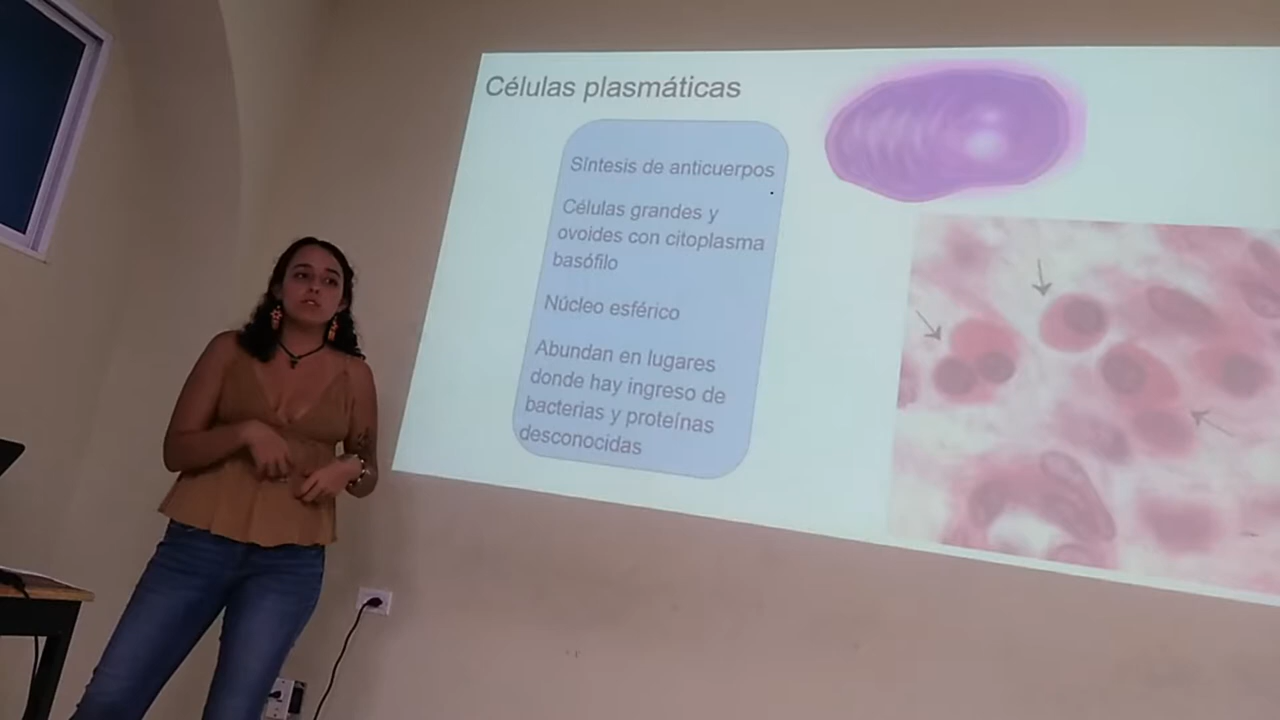 Células plasmáticas
Síntesis de anticuerpos
Células grandes y
ovoides con citoplasma
basófilo
Núcleo esférico
Abundan en lugares
donde hay ingreso de
bacterias y proteínas
desconocidas